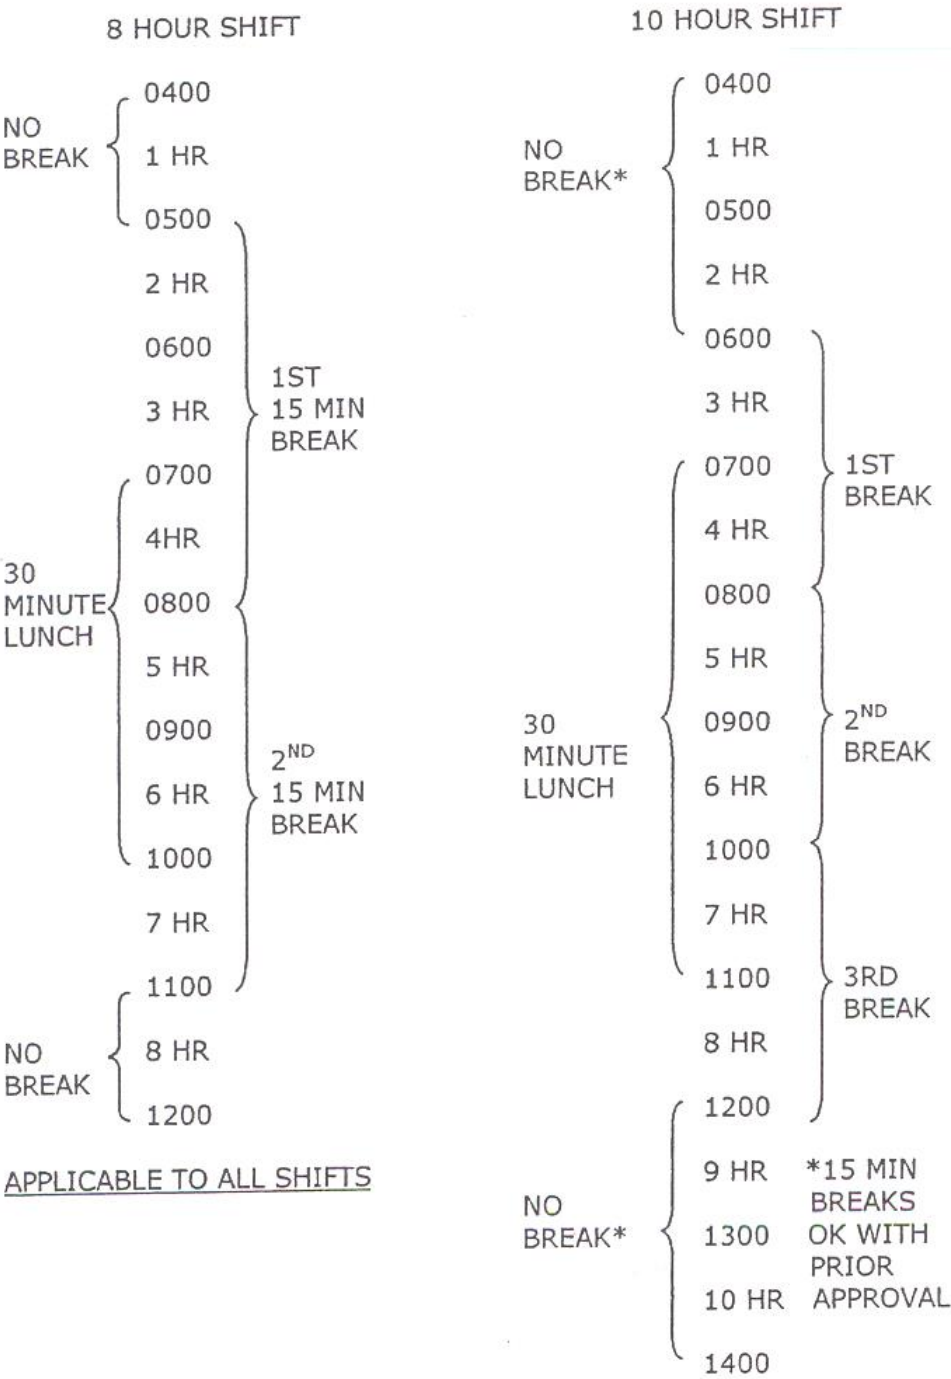 8 HOUR SHIFT
NO
BREAK
0400
1 HR
0500
2 HR
0600
3 HR
0700
4HR
0800
5 HR
0900
6 HR
1000
7 HR
1100
8 HR
1200
1ST
15 MIN
BREAK
30
MINUTE
LUNCH
2ND
15 MIN
BREAK
NO
BREAK
APPLICABLE TO ALL SHIFTS
10 HOUR SHIFT
NO
BREAK*
0400
1 HR
0500
2 HR
0600
3 HR
0700
4 HR
0800
5 HR
0900
6 HR
1000
7 HR
1100
8 HR
1200
9 HR
1300
10 HR
1400
1ST
BREAK
30
MINUTE
LUNCH
2ND
BREAK
3RD
BREAK
NO
BREAK*
*15 MIN
BREAKS
OK WITH
PRIOR
APPROVAL